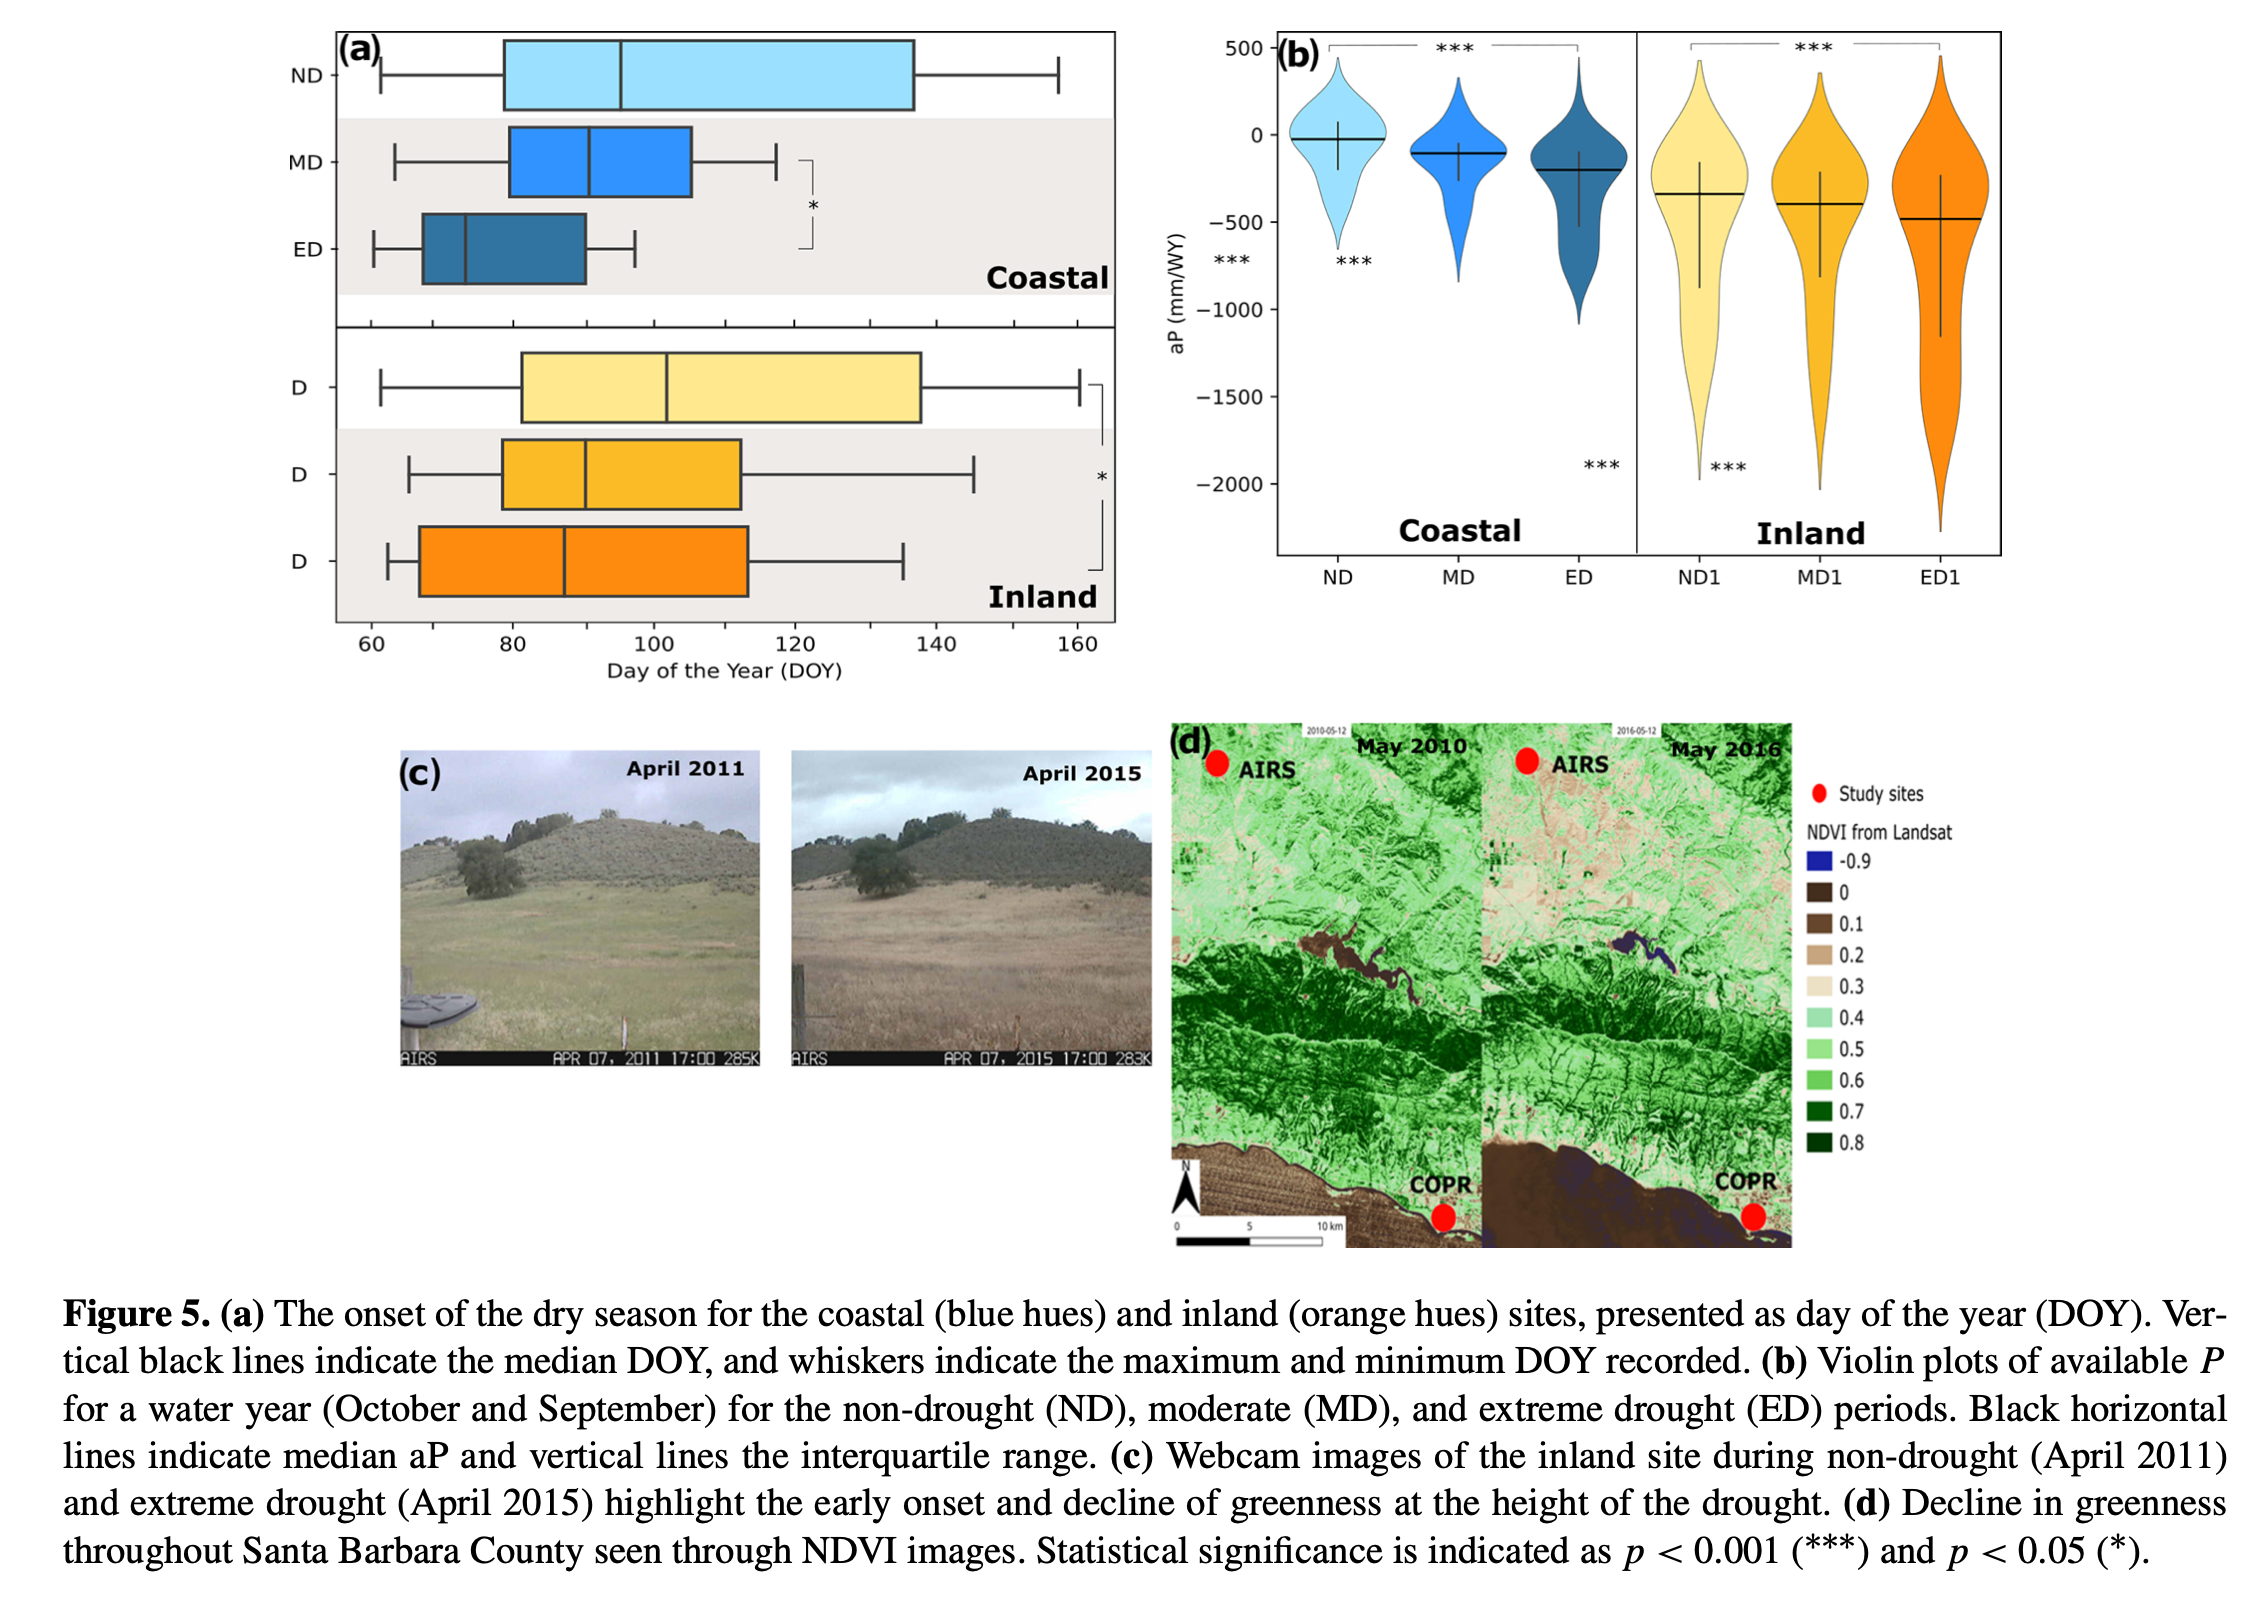 (a)
ND
MD
ED
*
Coastal
D
D
D
*
Inland
60 80 100 120 140 160
Day of the Year (DOY)
(b)
500
0
−500
−1000
−1500
−2000
aP (mm/WY)
*** ***
*** ***
*** ***
Coastal Inland
ND MD ED ND1 MD1 ED1
(c)
April 2011
AIRS APR 07, 2011 17:00 285K
April 2015
AIRS APR 07, 2015 17:00 283K
(d)
2010-05-12
May 2010
AIRS
COPR
N
0 5 10 km
2016-05-12
May 2016
AIRS
COPR
Study sites
NDVI from Landsat
-0.9
0
0.1
0.2
0.3
0.4
0.5
0.6
0.7
0.8
Figure 5. (a) The onset of the dry season for the coastal (blue hues) and inland (orange hues) sites, presented as day of the year (DOY). Ver-
tical black lines indicate the median DOY, and whiskers indicate the maximum and minimum DOY recorded. (b) Violin plots of available P
for a water year (October and September) for the non-drought (ND), moderate (MD), and extreme drought (ED) periods. Black horizontal
lines indicate median aP and vertical lines the interquartile range. (c) Webcam images of the inland site during non-drought (April 2011)
and extreme drought (April 2015) highlight the early onset and decline of greenness at the height of the drought. (d) Decline in greenness
throughout Santa Barbara County seen through NDVI images. Statistical significance is indicated as p < 0.001 (***) and p < 0.05 (*).